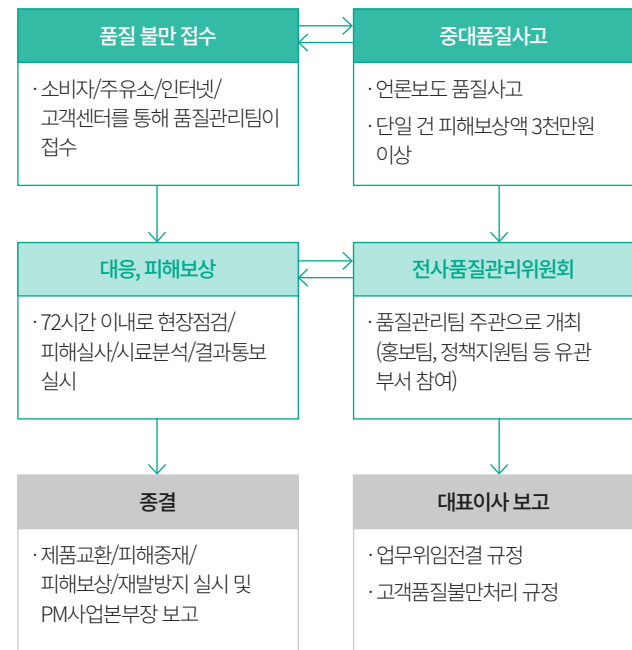 품질 불만 접수
· 소비자/주유소/인터넷/
고객센터를 통해 품질관리팀이
접수
중대품질사고
· 언론보도 품질사고
· 단일 건 피해보상액 3천만원
이상
대응, 피해보상
· 72시간 이내로 현장점검/
피해실사/시료분석/결과통보
실시
전사품질관리위원회
· 품질관리팀 주관으로 개최
(홍보팀, 정책지원팀 등 유관
부서 참여)
종결
· 제품교환/피해중재/
피해보상/재발방지 실시 및
PM사업본부장 보고
대표이사 보고
· 업무위임전결 규정
· 고객품질불만처리 규정